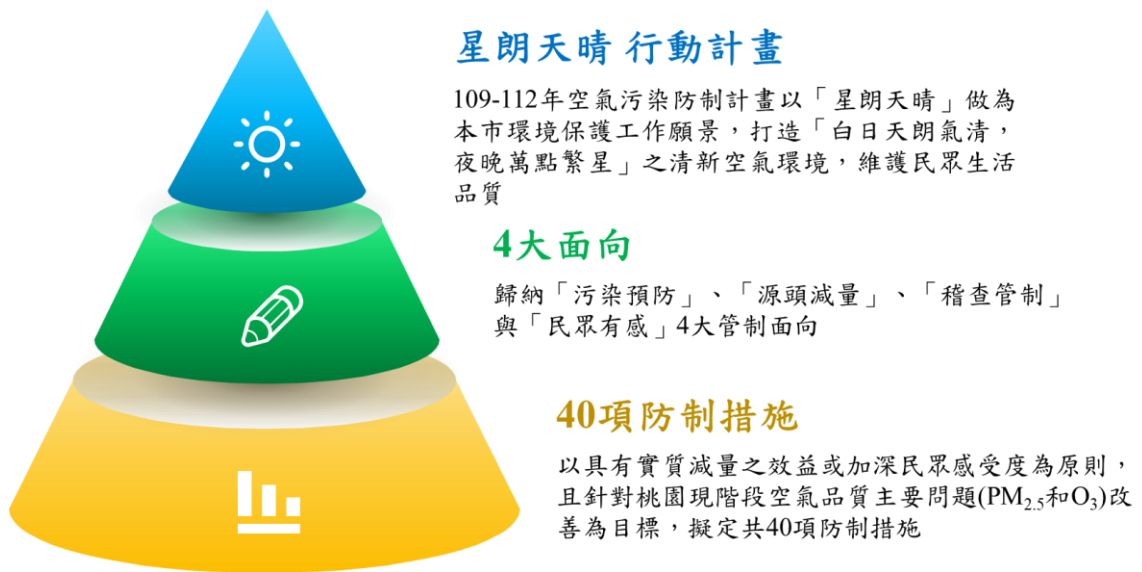 星朗天晴 行動計畫
109-112年空氣污染防制計畫以「星朗天晴」做為
本市環境保護工作願景，打造「白日天朗氣清，
夜晚萬點繁星」之清新空氣環境，維護民眾生活
品質
4大面向
歸納「污染預防」、「源頭減量」、「稽查管制」
與「民眾有感」4大管制面向
40項防制措施
以具有實質減量之效益或加深民眾感受度為原則，
且針對桃園現階段空氣品質主要問題(PM2.5和O3)改
善為目標，擬定共40項防制措施